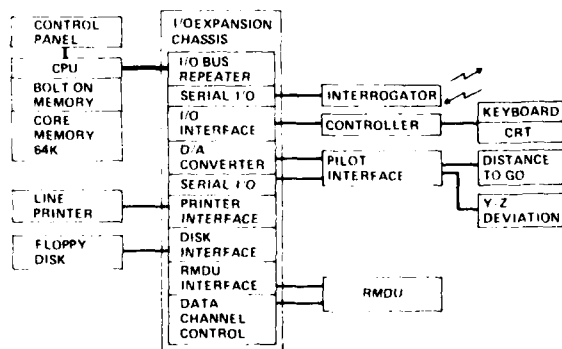 CONTROL
PANEL
CPU
BOLT ON
MEMORY
CORE
MEMORY
64K
LINE
PRINTER
FLOPPY
DISK
I/O EXPANSION
CHASSIS
I/O BUS
REPEATER
SERIAL I/O
I/O
INTERFACE
D/A
CONVERTER
SERIAL I/O
PRINTER
INTERFACE
DISK
INTERFACE
RMDU
INTERFACE
DATA
CHANNEL
CONTROL
INTERROGATOR
CONTROLLER
PILOT
INTERFACE
RMDU
KEYBOARD
CRT
DISTANCE
TO GO
Y-Z
DEVIATION